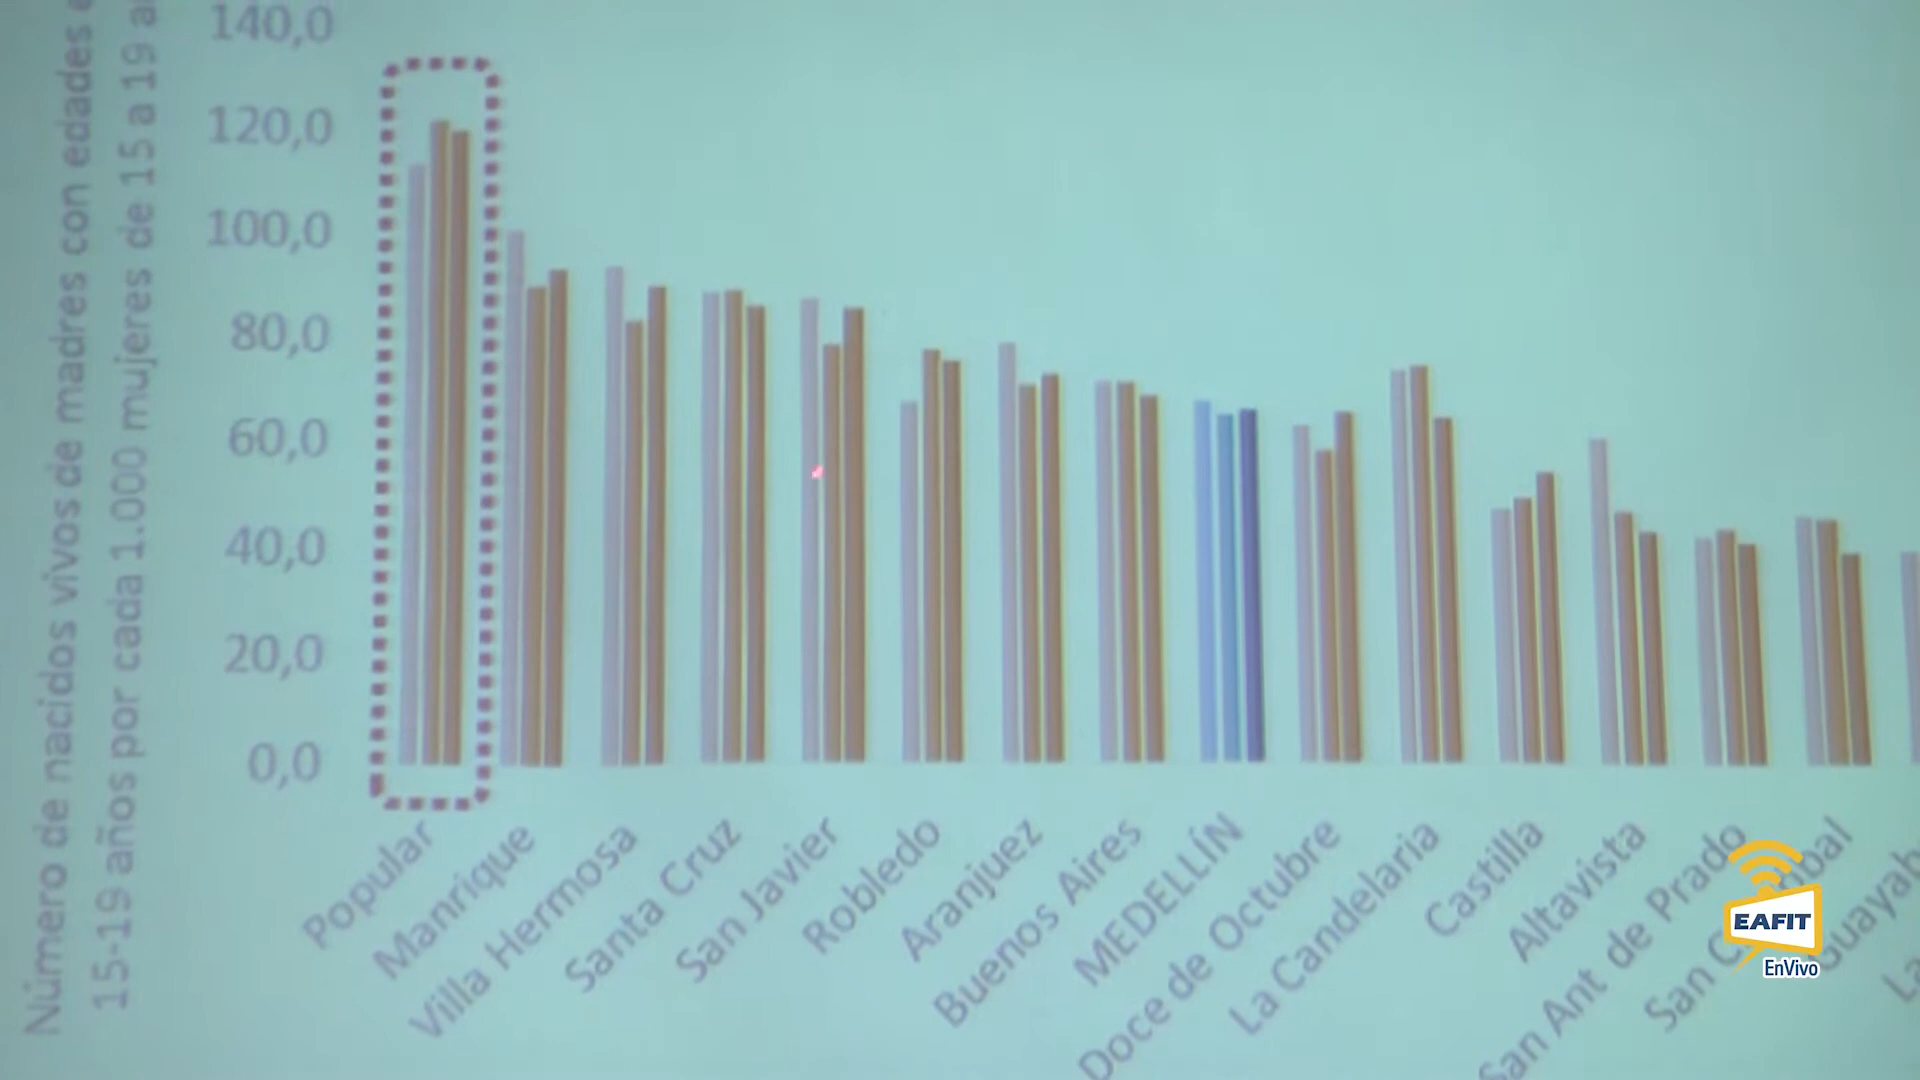 Número de nacidos vivos de madres con edades
15-19 años por cada 1.000 mujeres de 15 a 19
140,0
120,0
100,0
80,0
60,0
40,0
20,0
0,0
Popular
Manrique
Villa Hermosa
Santa Cruz
San Javier
Robledo
Aranjuez
Buenos Aires
MEDELLÍN
Doce de Octubre
La Candelaria
Castilla
Altavista
San Ant de Prado
San
Guayab
La
EAFIT
EnVivo